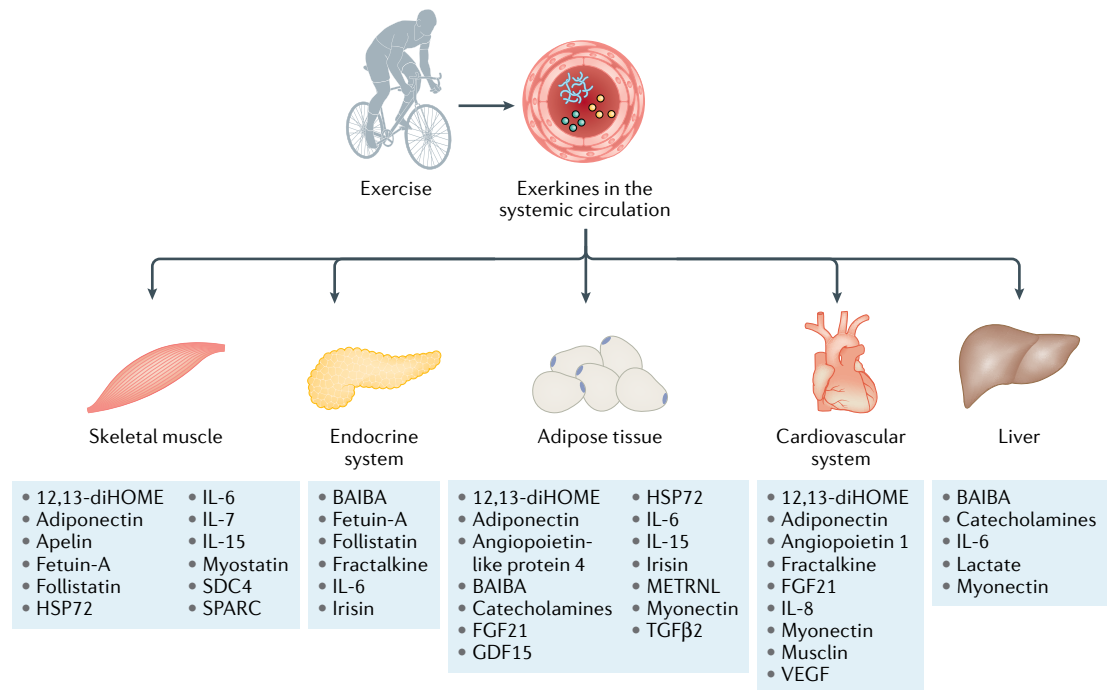 Exercise
Exerkines in the
systemic circulation
Skeletal muscle
• 12,13-diHOME
• Adiponectin
• Apelin
• Fetuin-A
• Follistatin
• HSP72
• IL-6
• IL-7
• IL-15
• Myostatin
• SDC4
• SPARC
Endocrine
system
• BAIBA
• Fetuin-A
• Follistatin
• Fractalkine
• IL-6
• Irisin
Adipose tissue
• 12,13-diHOME
• Adiponectin
• Angiopoietin-
like protein 4
• BAIBA
• Catecholamines
• FGF21
• GDF15
• HSP72
• IL-6
• IL-15
• Irisin
• METRNL
• Myonectin
• TGFβ2
Cardiovascular
system
• 12,13-diHOME
• Adiponectin
• Angiopoietin 1
• Fractalkine
• FGF21
• IL-8
• Myonectin
• Musclin
• VEGF
Liver
• BAIBA
• Catecholamines
• IL-6
• Lactate
• Myonectin